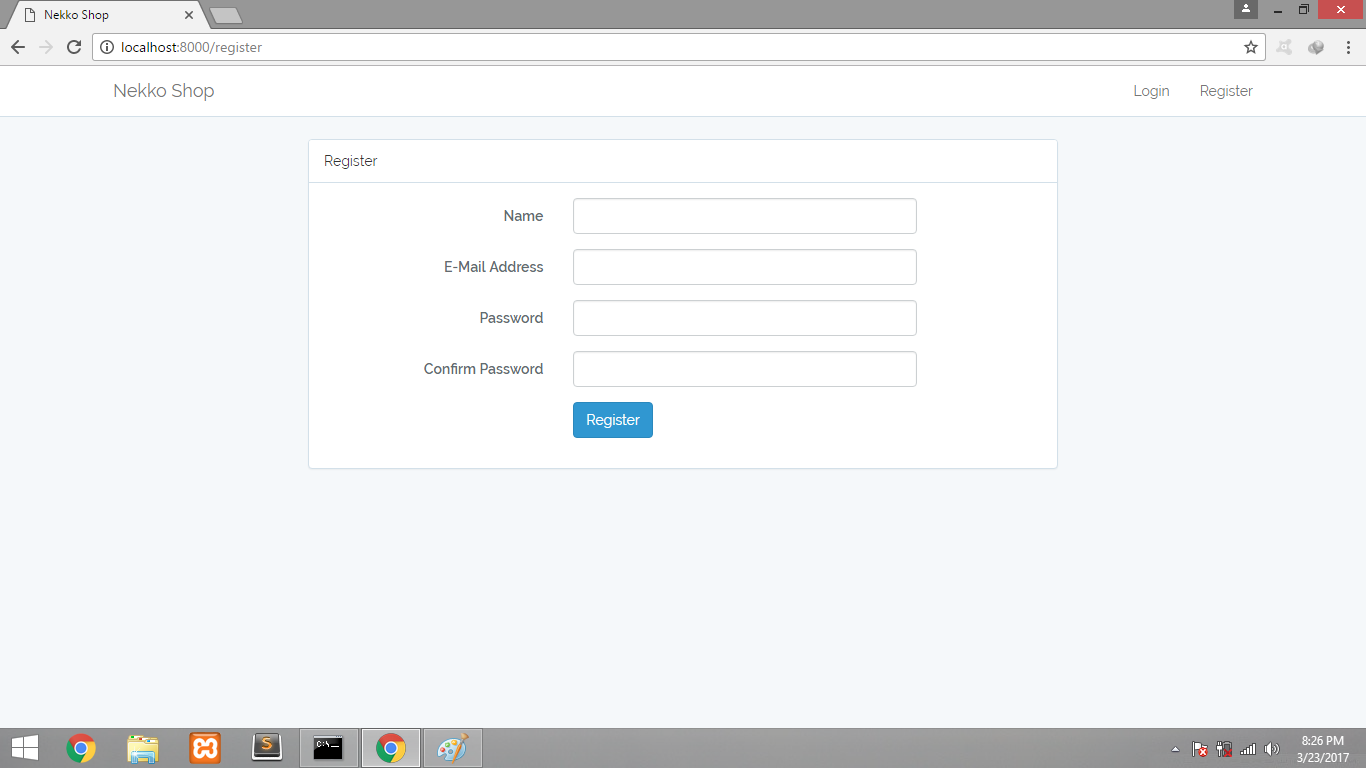 Nekko Shop
localhost:8000/register
Nekko Shop
Login Register
Register
Name
E-Mail Address
Password
Confirm Password
Register
S
C:\_
8:26 PM
3/23/2017